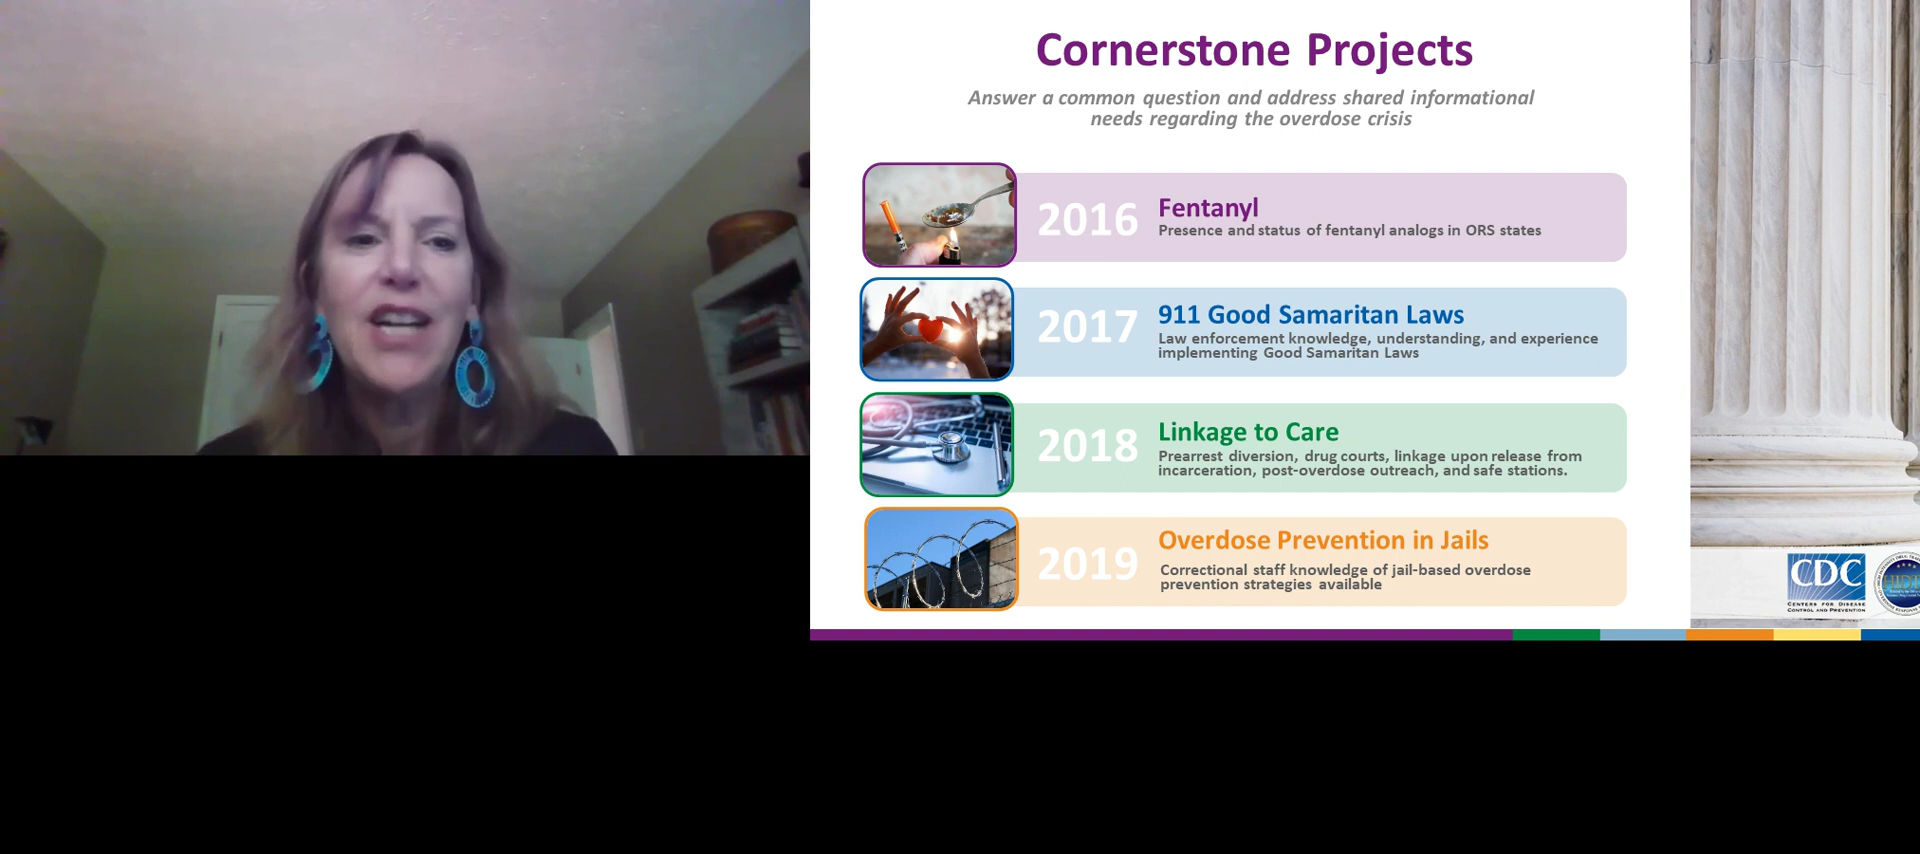 Cornerstone Projects
Answer a common question and address shared informational
needs regarding the overdose crisis
2016
Fentanyl
Presence and status of fentanyl analogs in ORS states
2017
911 Good Samaritan Laws
Law enforcement knowledge, understanding, and experience
implementing Good Samaritan Laws
2018
Linkage to Care
Prearrest diversion, drug courts, linkage upon release from
incarceration, post-overdose outreach, and safe stations.
2019
Overdose Prevention in Jails
Correctional staff knowledge of jail-based overdose
prevention strategies available
CDC
CENTERS FOR DISEASE
CONTROL AND PREVENTION